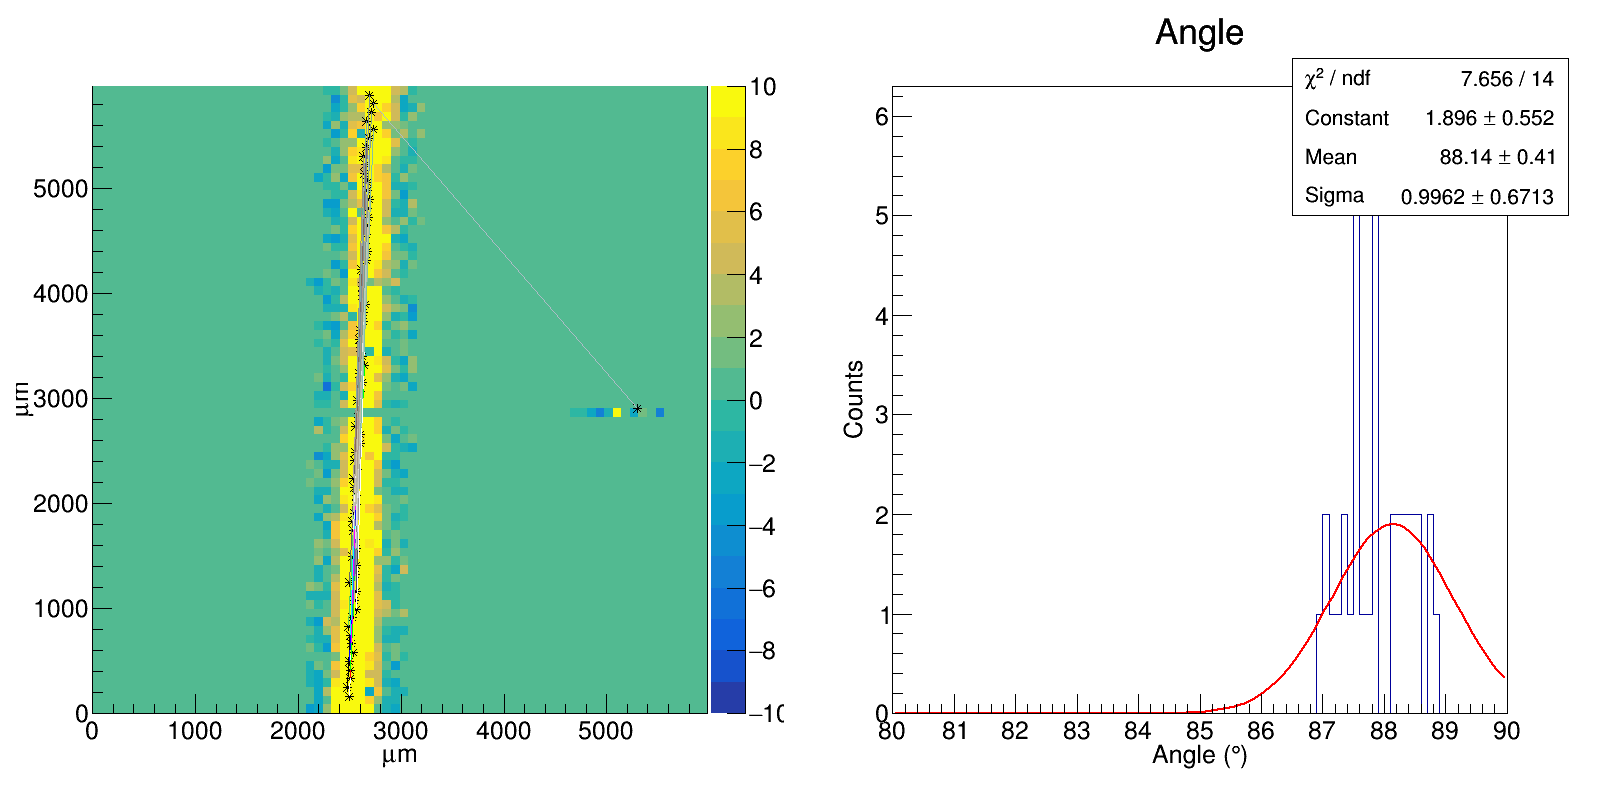 Angle
χ² / ndf 7.656 / 14
Constant 1.896 ± 0.552
Mean 88.14 ± 0.41
Sigma 0.9962 ± 0.6713
5000
4000
3000
2000
1000
0
μm
0 1000 2000 3000 4000 5000
μm
10
8
6
4
2
0
−2
−4
−6
−8
−10
6
5
4
3
2
1
0
Counts
80 81 82 83 84 85 86 87 88 89 90
Angle (°)